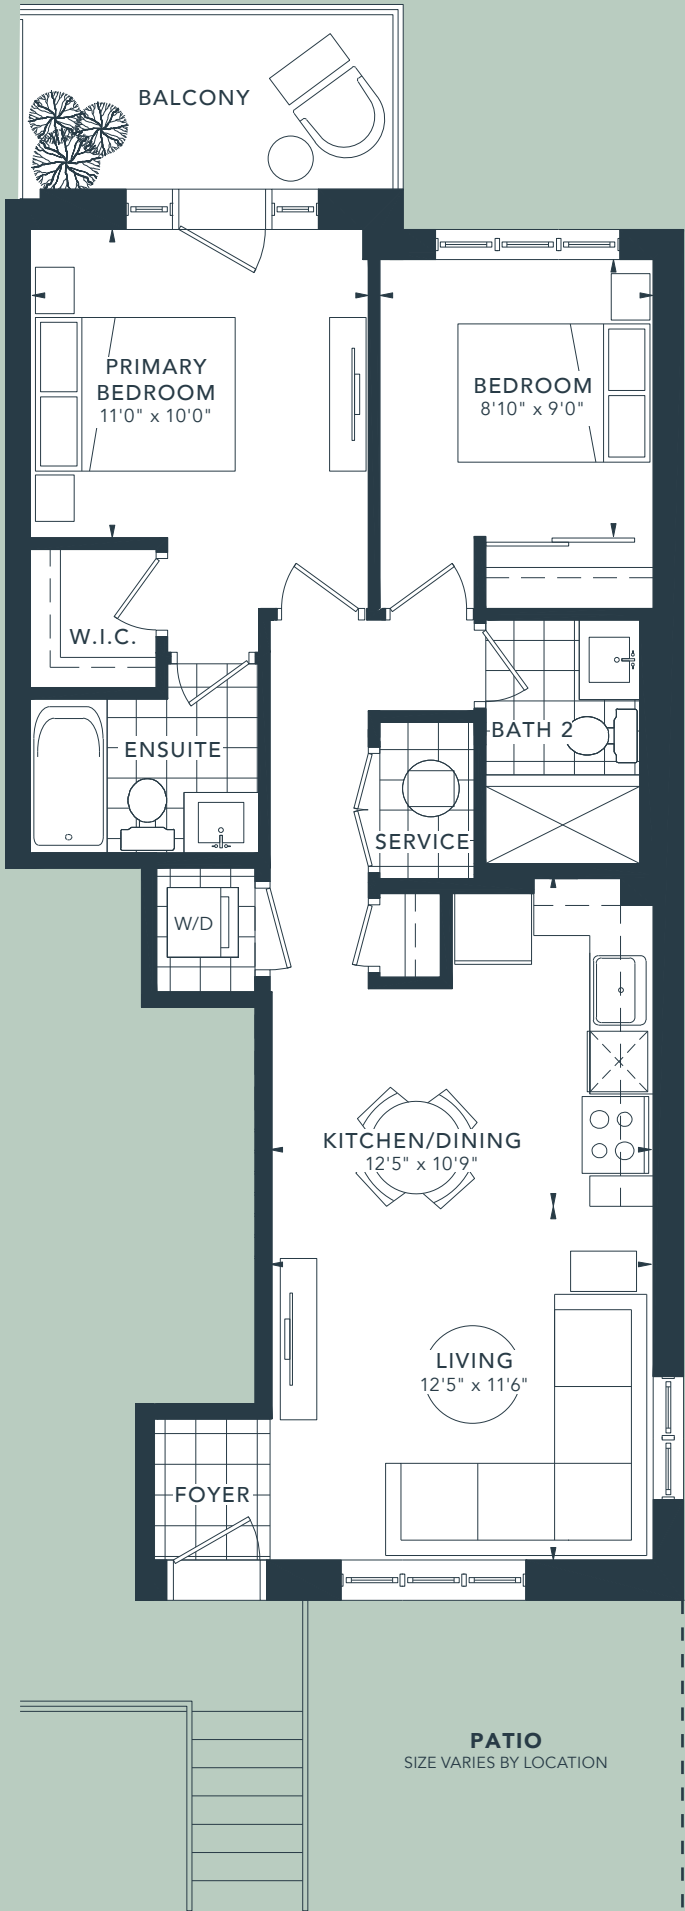 BALCONY
PRIMARY
BEDROOM
11'0" x 10'0"
BEDROOM
8'10" x 9'0"
W.I.C.
ENSUITE
BATH 2
SERVICE
W/D
KITCHEN/DINING
12'5" x 10'9"
LIVING
12'5" x 11'6"
FOYER
PATIO
SIZE VARIES BY LOCATION